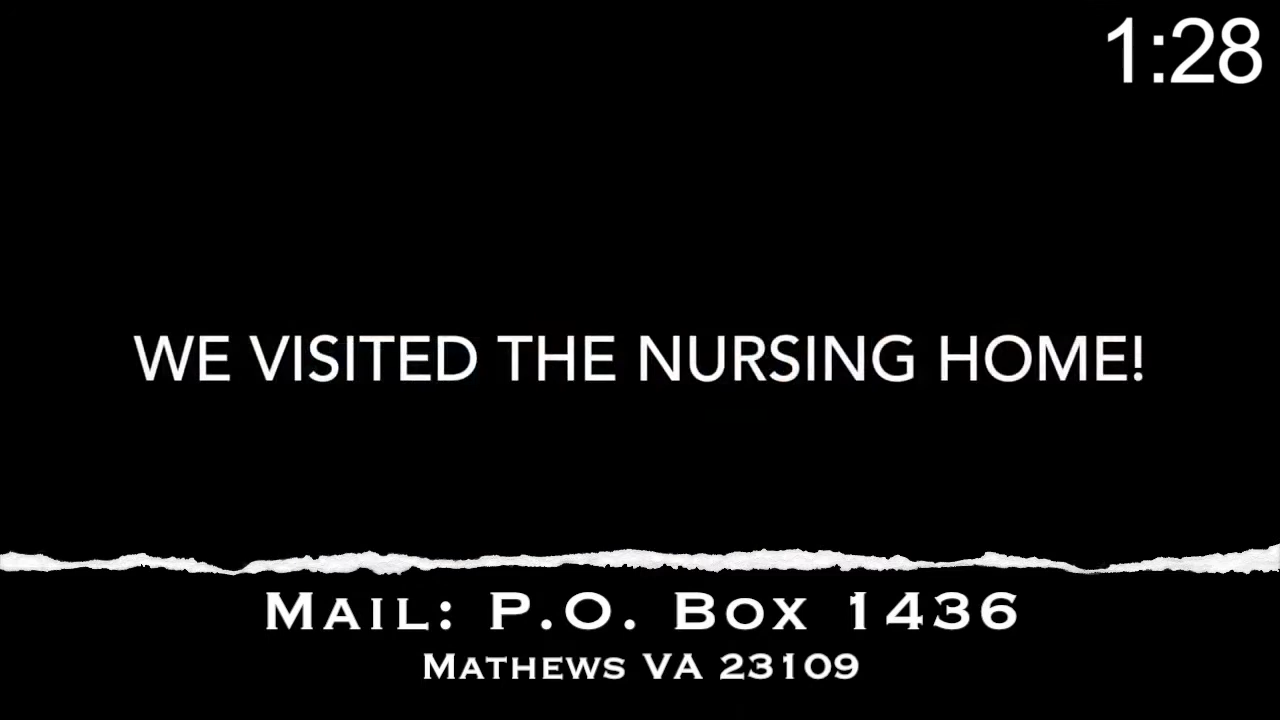 1:28
WE VISITED THE NURSING HOME!
MAIL: P.O. BOX 1436
MATHEWS VA 23109